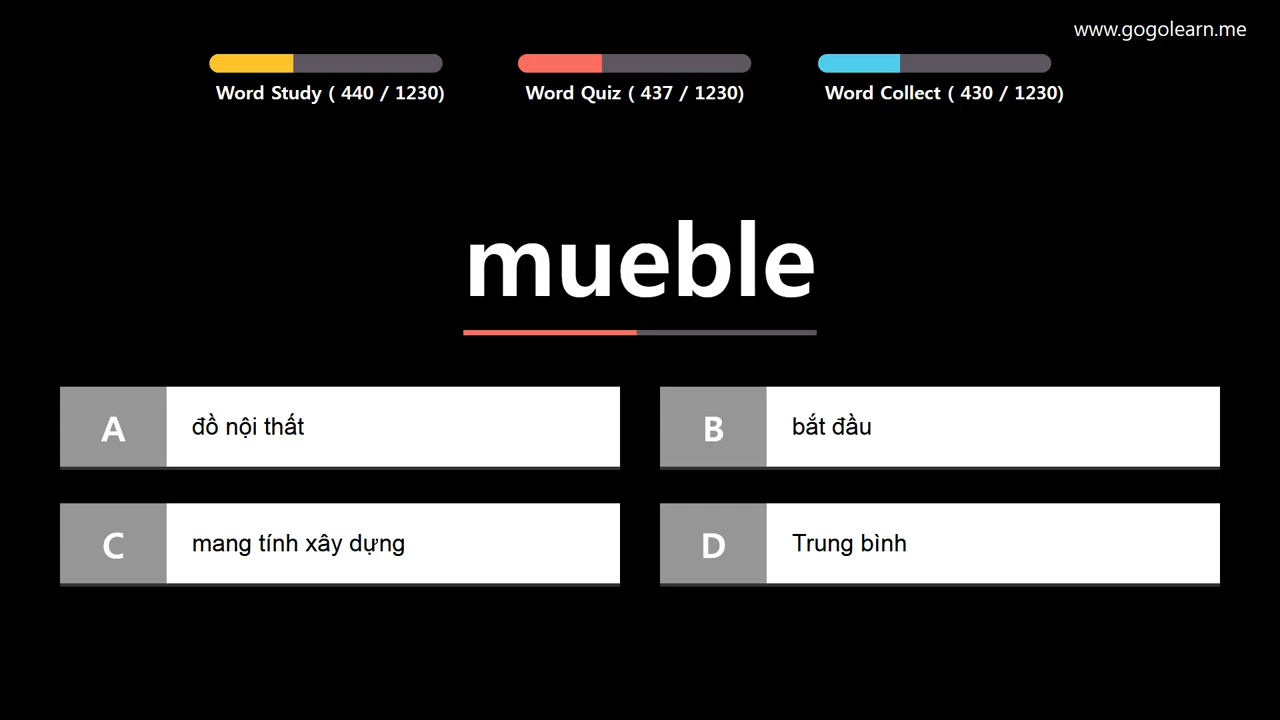 www.gogolearn.me
Word Study ( 440 / 1230)
Word Quiz ( 437 / 1230)
Word Collect ( 430 / 1230)
mueble
A đồ nội thất
B bắt đầu
C mang tính xây dựng
D Trung bình